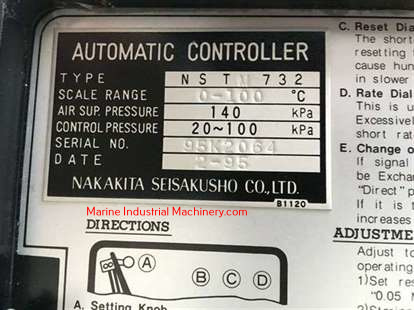 AUTOMATIC CONTROLLER
TYPE NSTM 732
SCALE RANGE 0-100 °C
AIR SUP. PRESSURE 140 kPa
CONTROL PRESSURE 20~100 kPa
SERIAL NO. 95K2064
DATE 2-95
NAKAKITA SEISAKUSHO CO., LTD.
B1120
Marine Industrial Machinery.com
DIRECTIONS
A B C D
A. Setting Knob
C. Reset Dia
The short
resetting
cause hun
in slower
D. Rate Dial
This is u
Excessivel
short rat
E. Change o
If signal
be Exchar
"Direct" p
If it is t
increases
ADJUSTME
Adjust to
operating
1) Set res
"0.05 M